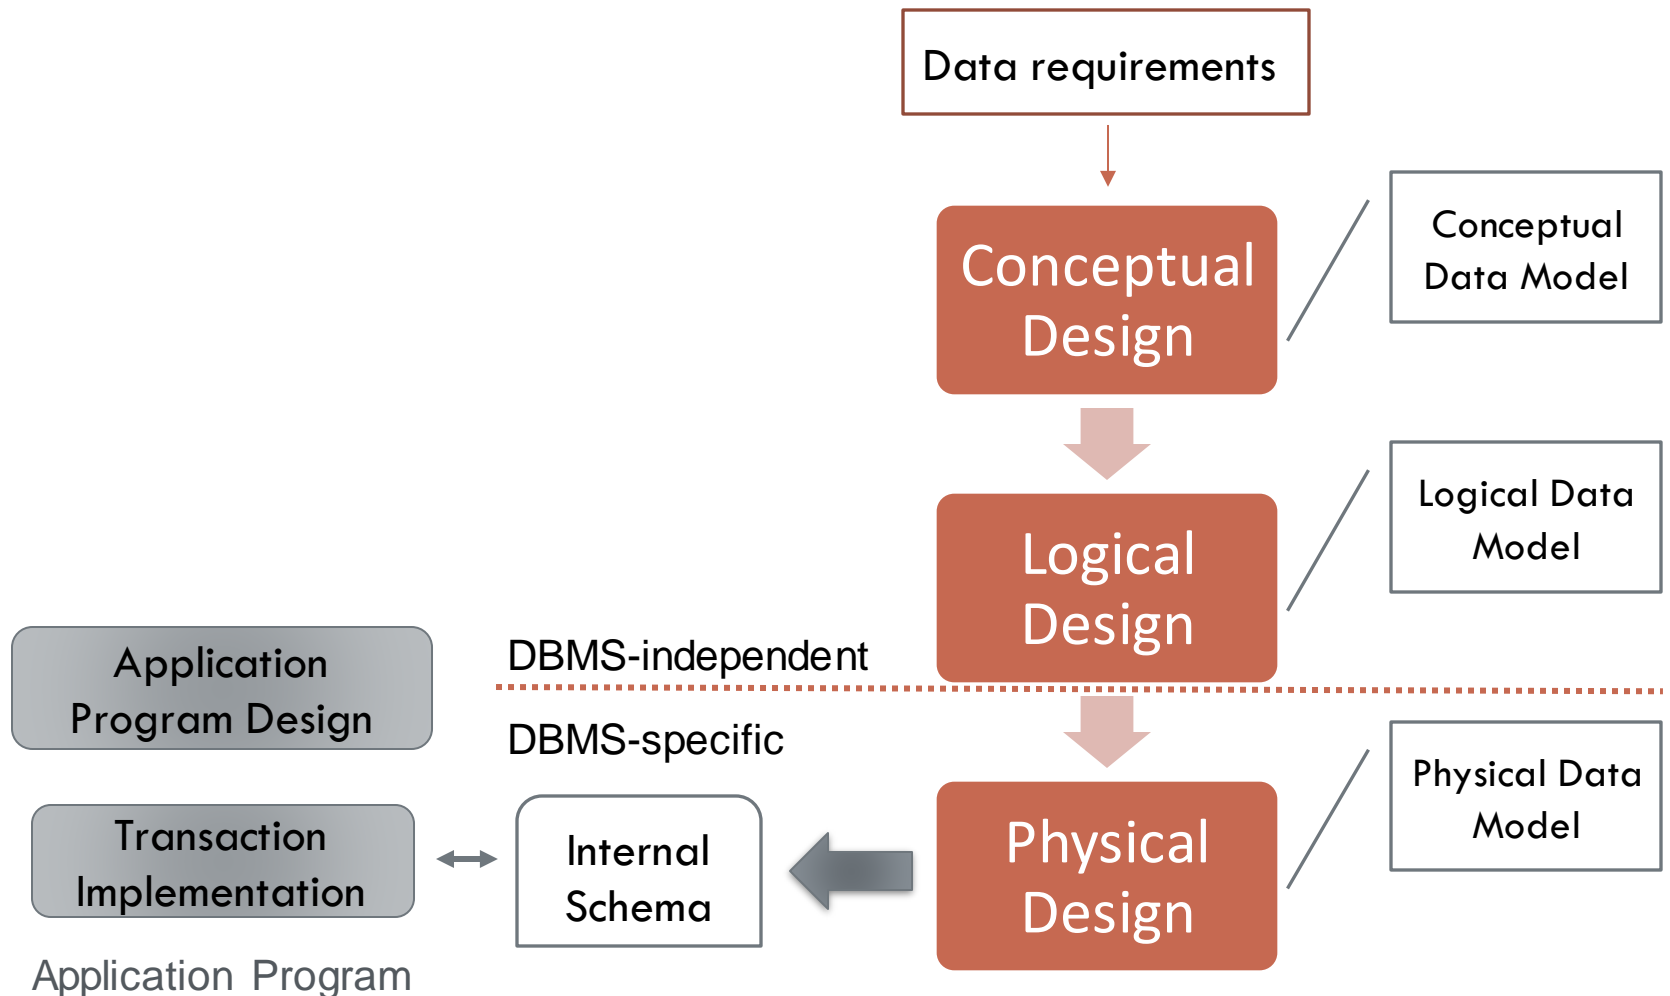 Data requirements
Conceptual
Design
Conceptual
Data Model
Logical
Design
Logical Data
Model
Application
Program Design
DBMS-independent
DBMS-specific
Physical
Design
Physical Data
Model
Transaction
Implementation
Internal
Schema
Application Program